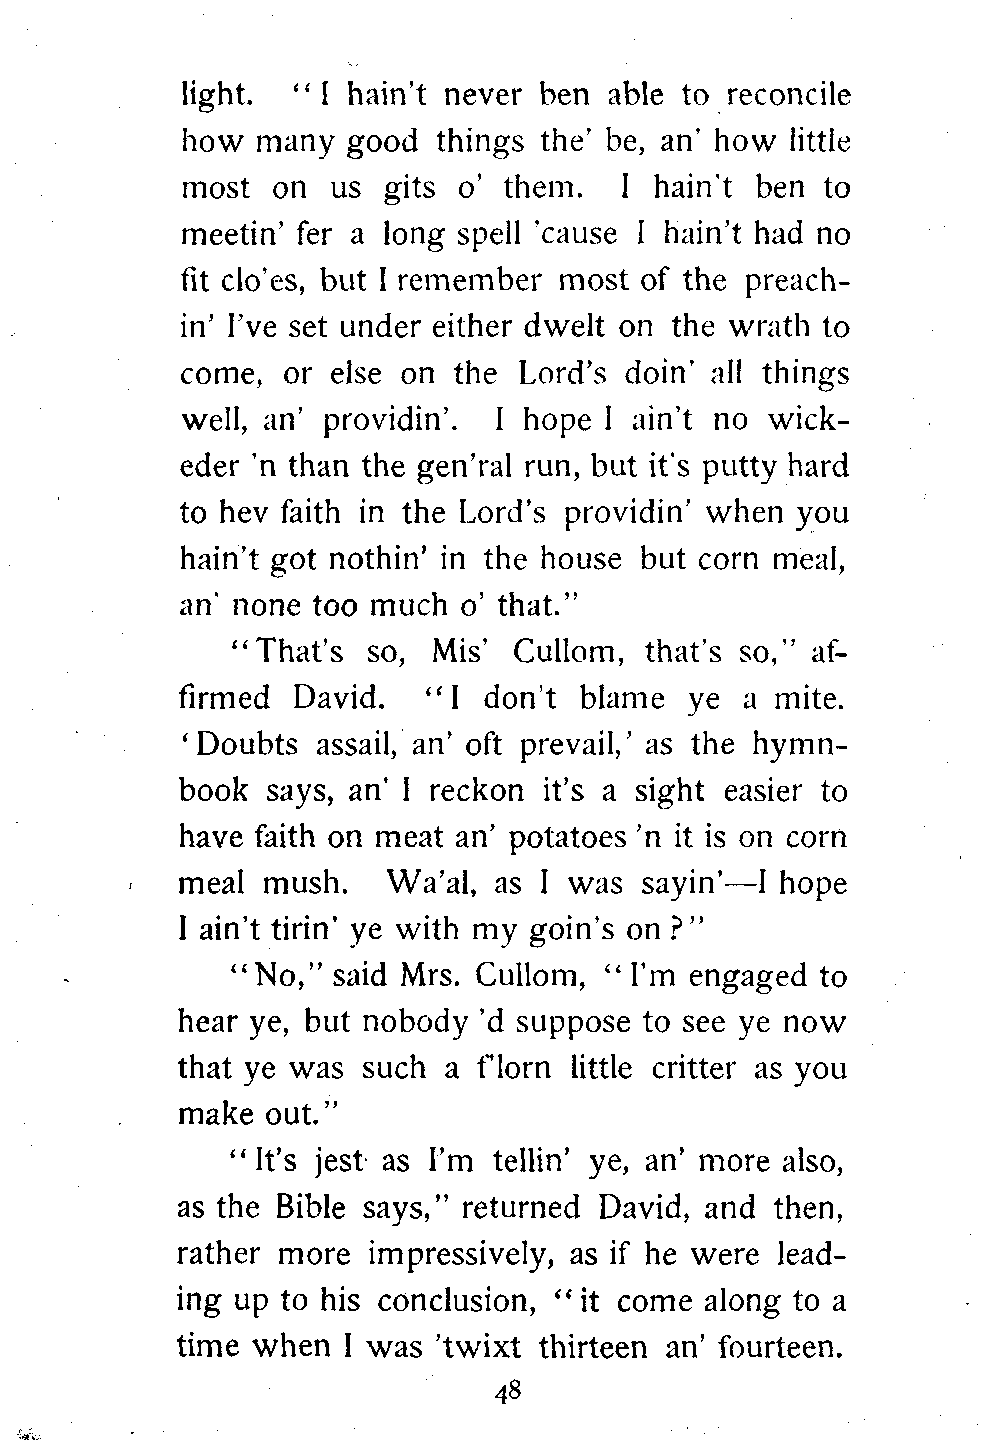 light. “I hain’t never ben able to reconcile
how many good things the’ be, an’ how little
most on us gits o’ them. I hain’t ben to
meetin’ fer a long spell ’cause I hain’t had no
fit clo’es, but I remember most of the preach-
in’ I’ve set under either dwelt on the wrath to
come, or else on the Lord’s doin’ all things
well, an’ providin’. I hope I ain’t no wick-
eder ’n than the gen’ral run, but it’s putty hard
to hev faith in the Lord’s providin’ when you
hain’t got nothin’ in the house but corn meal,
an’ none too much o’ that.”
“That’s so, Mis’ Cullom, that’s so,” af-
firmed David. “I don’t blame ye a mite.
‘Doubts assail, an’ oft prevail,’ as the hymn-
book says, an’ I reckon it’s a sight easier to
have faith on meat an’ potatoes ’n it is on corn
meal mush. Wa’al, as I was sayin’—I hope
I ain’t tirin’ ye with my goin’s on?”
“No,” said Mrs. Cullom, “I’m engaged to
hear ye, but nobody ’d suppose to see ye now
that ye was such a f’lorn little critter as you
make out.”
“It’s jest as I’m tellin’ ye, an’ more also,
as the Bible says,” returned David, and then,
rather more impressively, as if he were lead-
ing up to his conclusion, “it come along to a
time when I was ’twixt thirteen an’ fourteen.
48